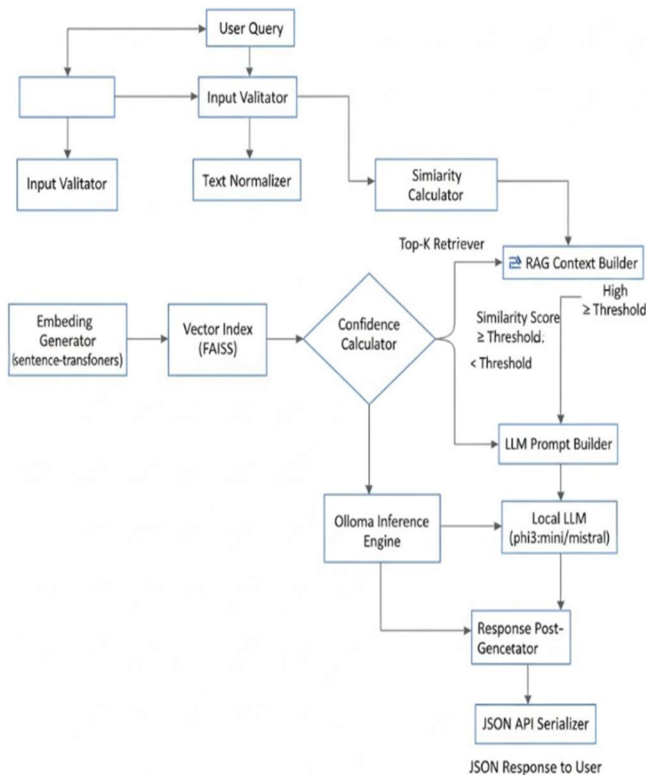 User Query
Input Valitator
Input Valitator
Text Normalizer
Simiarity
Calculator
Top-K Retriever
RAG Context Builder
High
≥ Threshold
Embeding
Generator
(sentence-transfoners)
Vector Index
(FAISS)
Confidence
Calculator
Similarity Score
≥ Threshold.
< Threshold
LLM Prompt Builder
Olloma Inference
Engine
Local LLM
(phi3:mini/mistral)
Response Post-
Gencetator
JSON API Serializer
JSON Response to User